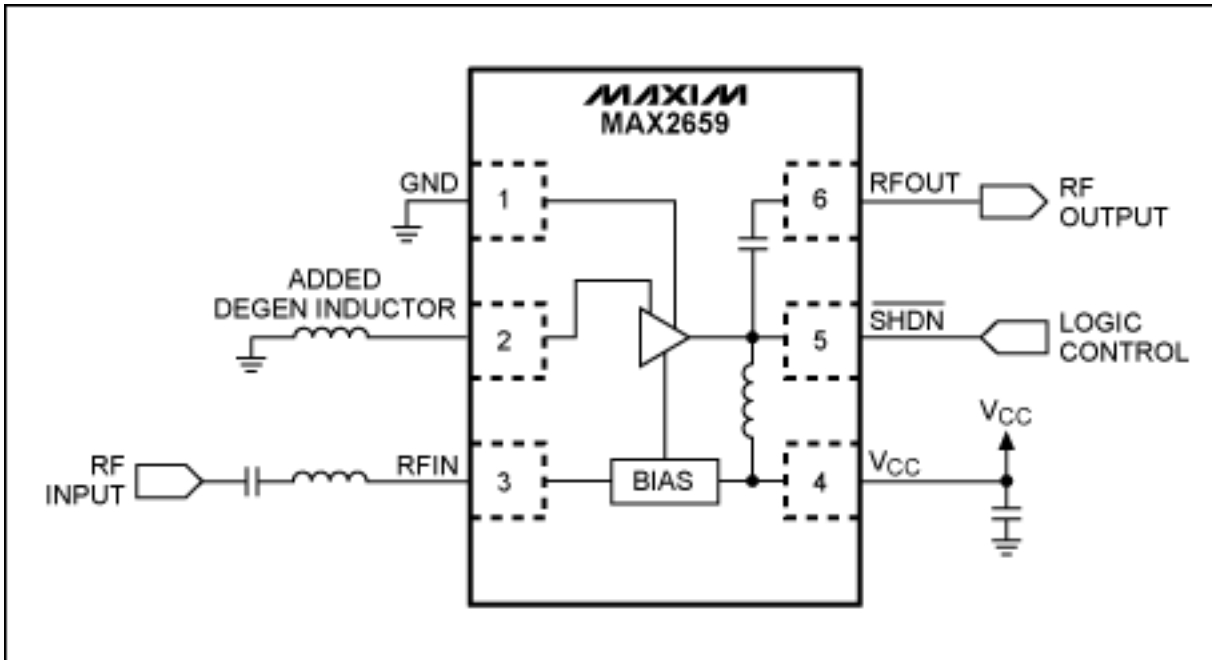 MAXIM
MAX2659
GND
1
6
RFOUT
RF
OUTPUT
ADDED
DEGEN INDUCTOR
2
5
SHDN
LOGIC
CONTROL
VCC
RF
INPUT
RFIN
3
BIAS
4
VCC